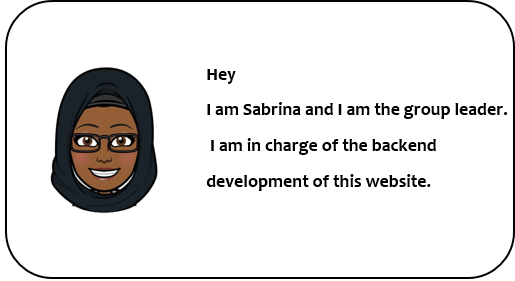 Hey
I am Sabrina and I am the group leader.
I am in charge of the backend
development of this website.